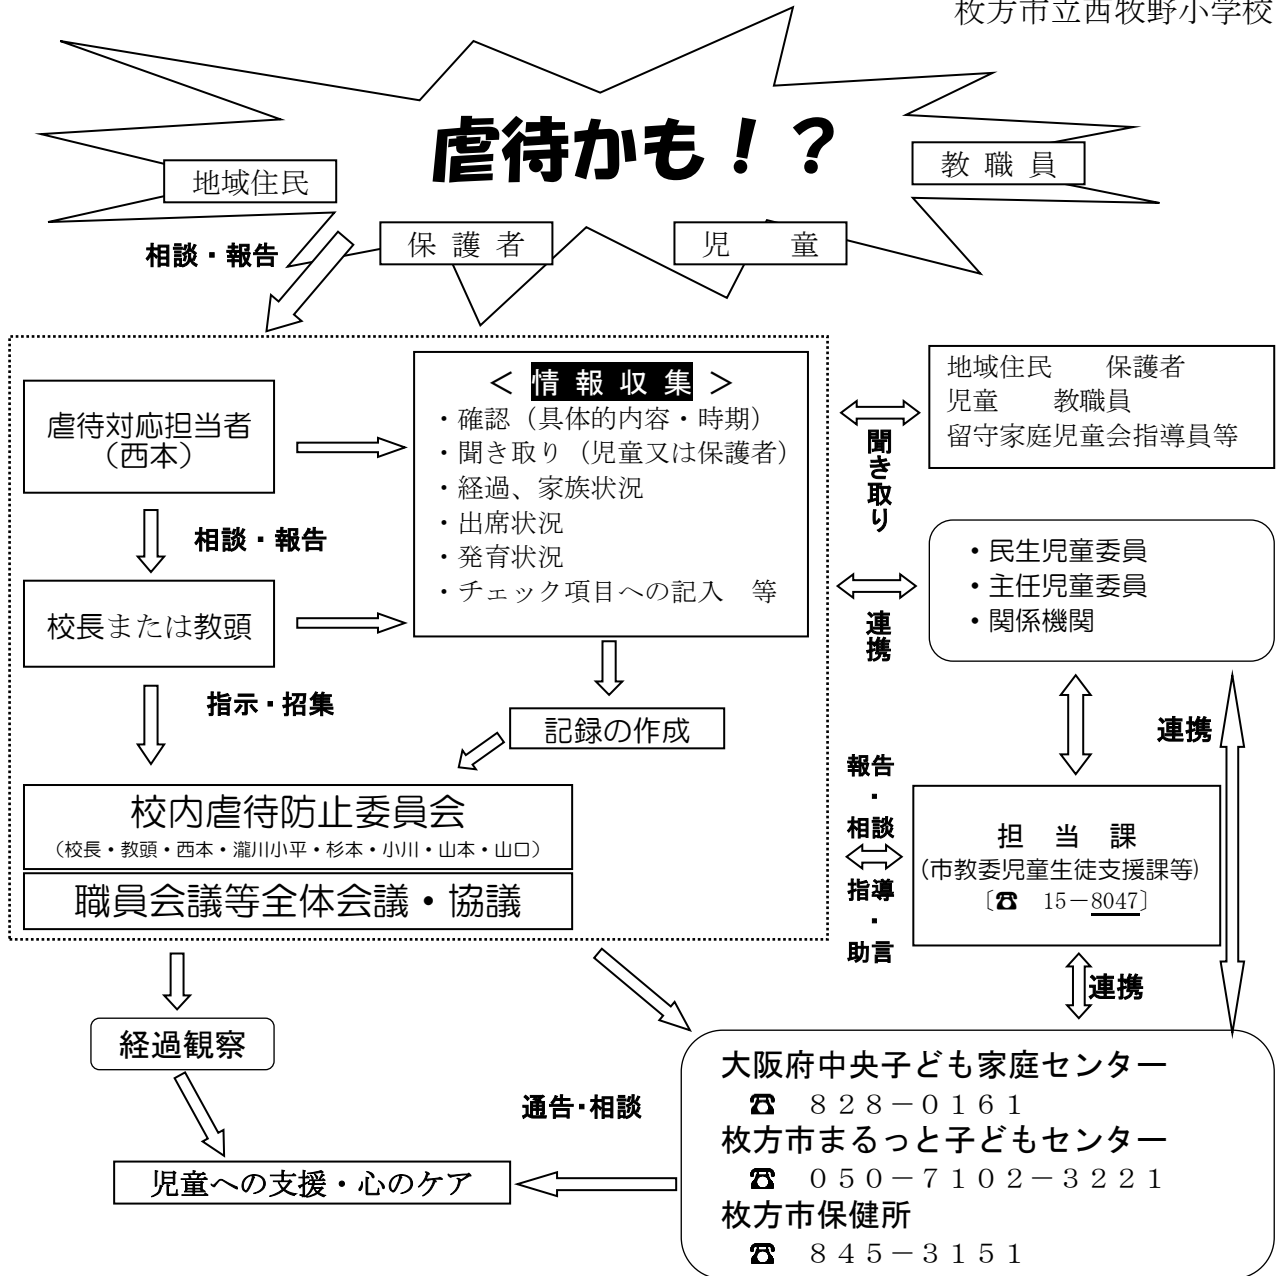 枚方市立西牧野小学校
虐待かも！？
地域住民
教 職 員
保 護 者
児　　童
相談・報告
虐待対応担当者
（西本）
相談・報告
校長または教頭
指示・招集
＜ 情 報 収 集 ＞
・確認（具体的内容・時期）
・聞き取り（児童又は保護者）
・経過、家族状況
・出席状況
・発育状況
・チェック項目への記入　等
記録の作成
校内虐待防止委員会
（校長・教頭・西本・瀧川小平・杉本・小川・山本・山口）
職員会議等全体会議・協議
聞き取り
地域住民　　保護者
児童　　教職員
留守家庭児童会指導員等
連携
・民生児童委員
・主任児童委員
・関係機関
連携
報告
・
相談
指導
・
助言
担　当　課
（市教委児童生徒支援課等）
〔☎　15－8047〕
連携
経過観察
通告・相談
児童への支援・心のケア
大阪府中央子ども家庭センター
☎　８２８－０１６１
枚方市まるっと子どもセンター
☎　０５０－７１０２－３２２１
枚方市保健所
☎　８４５－３１５１